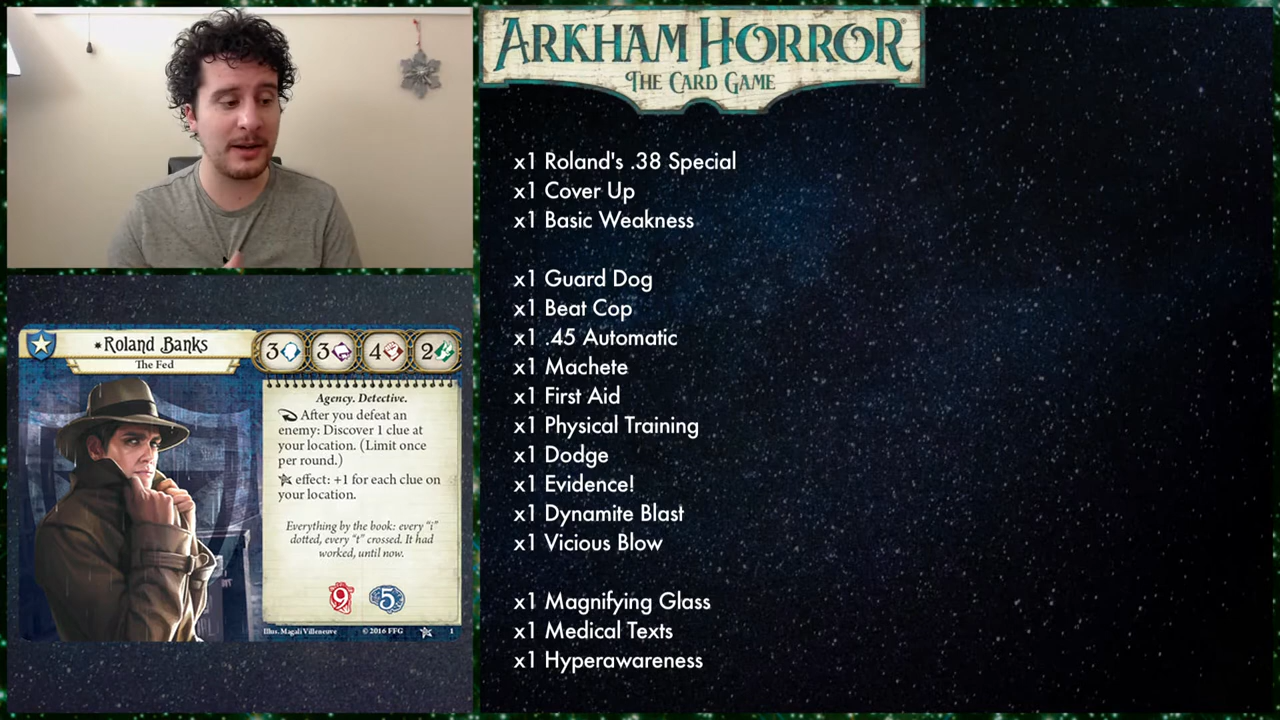 ARKHAM HORROR
THE CARD GAME
x1 Roland's .38 Special
x1 Cover Up
x1 Basic Weakness
x1 Guard Dog
x1 Beat Cop
x1 .45 Automatic
x1 Machete
x1 First Aid
x1 Physical Training
x1 Dodge
x1 Evidence!
x1 Dynamite Blast
x1 Vicious Blow
x1 Magnifying Glass
x1 Medical Texts
x1 Hyperawareness
Roland Banks
The Fed
3 3 4 2
Agency. Detective.
After you defeat an
enemy: Discover 1 clue at
your location. (Limit once
per round.)
effect: +1 for each clue on
your location.
Everything by the book: every "i"
dotted, every "t" crossed. It had
worked, until now.
9 5
Illus. Magali Villeneuve © 2016 FFG 1